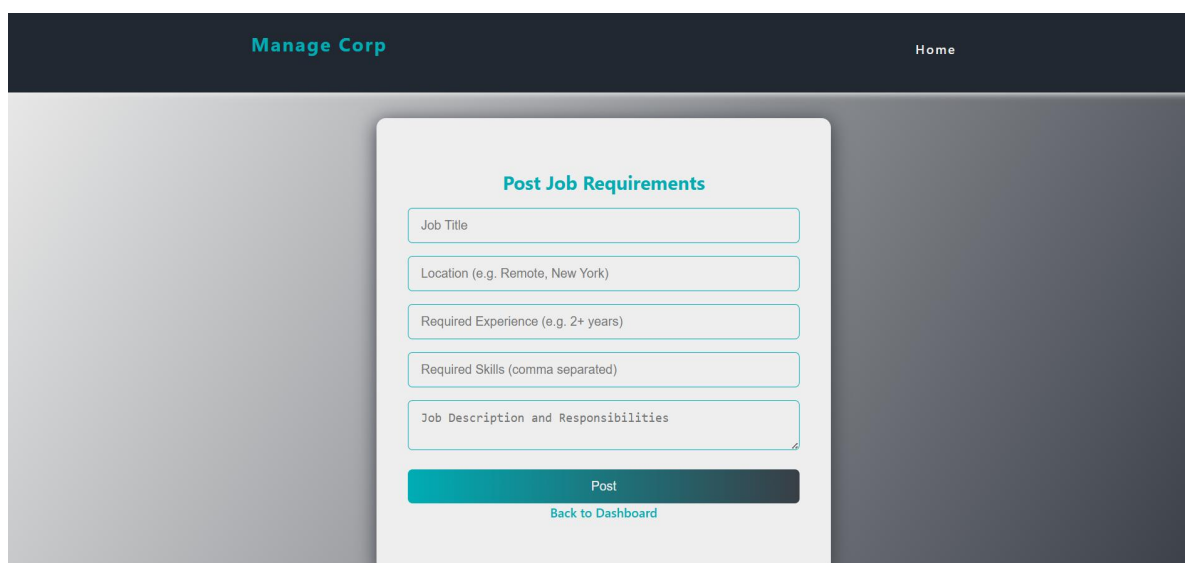 Manage Corp
Home
Post Job Requirements
Job Title
Location (e.g. Remote, New York)
Required Experience (e.g. 2+ years)
Required Skills (comma separated)
Job Description and Responsibilities
Post
Back to Dashboard